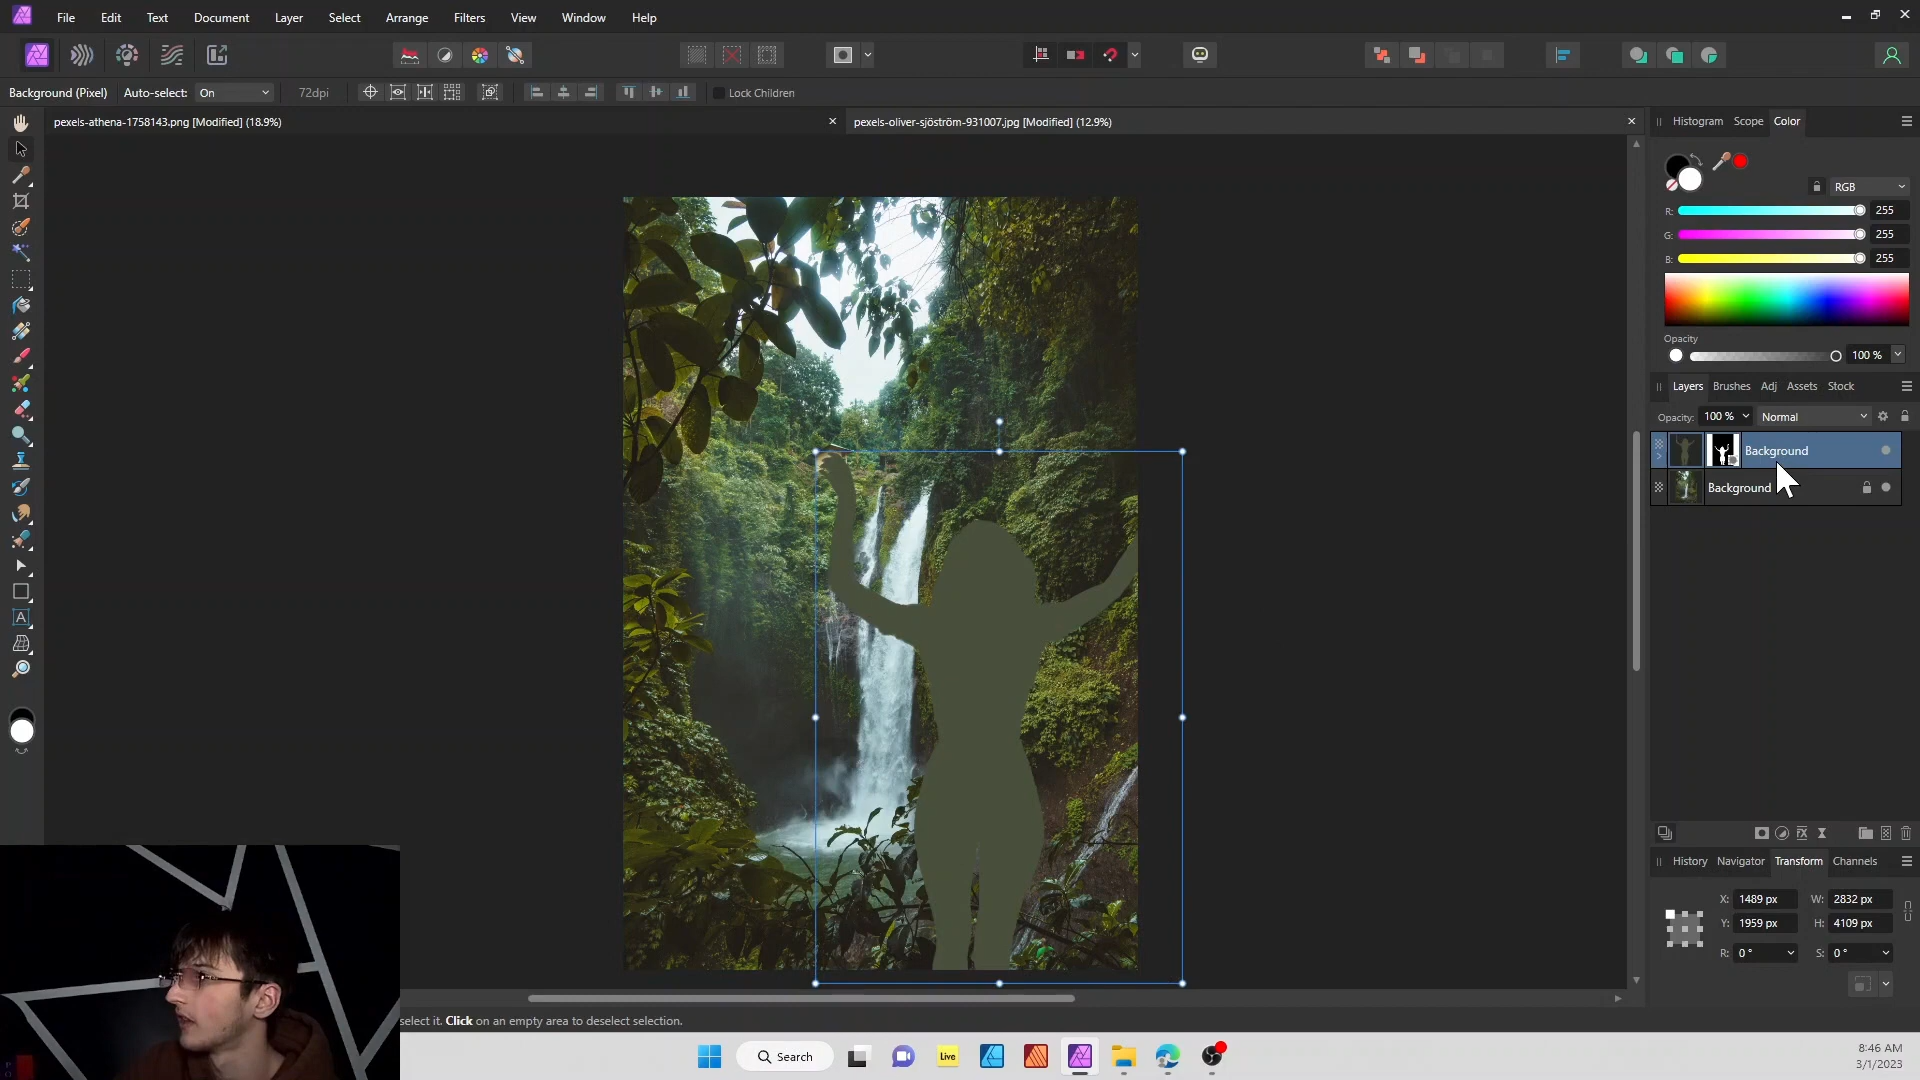 File Edit Text Document Layer Select Arrange Filters View Window Help
Background (Pixel) Auto-select: On 72dpi Lock Children
pexels-athena-1758143.png [Modified] (18.9%)
pexels-oliver-sjöström-931007.jpg [Modified] (12.9%)
Histogram Scope Color
RGB
R: 255
G: 255
B: 255
Opacity
100 %
Layers Brushes Adj Assets Stock
Opacity: 100 % Normal
Background
Background
History Navigator Transform Channels
X: 1489 px W: 2832 px
Y: 1959 px H: 4109 px
R: 0 ° S: 0 °
select it. Click on an empty area to deselect selection.
Search
Live
8:46 AM
3/1/2023